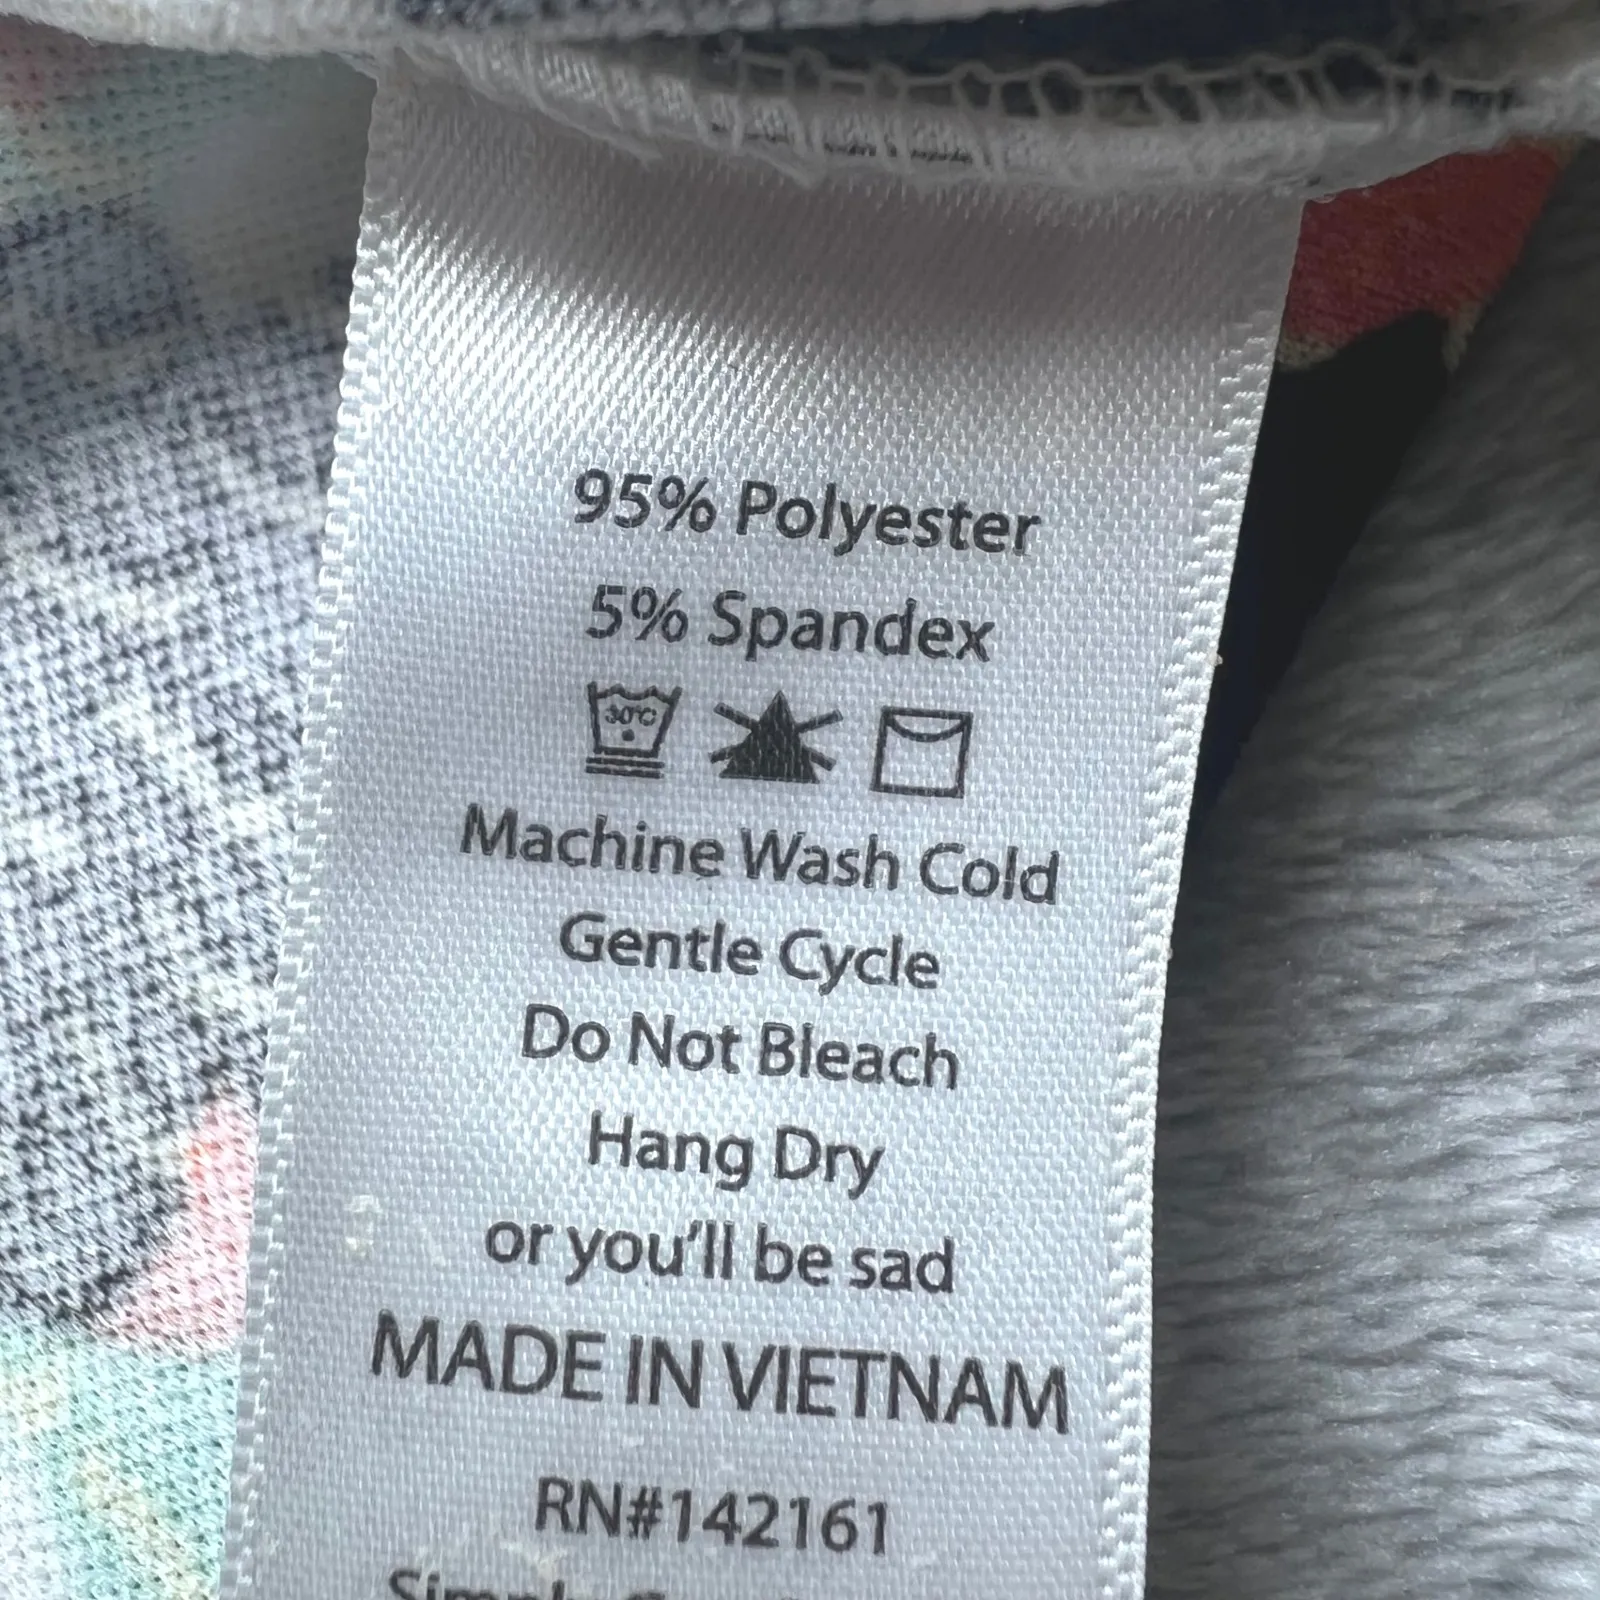 95% Polyester
5% Spandex
30°C
Machine Wash Cold
Gentle Cycle
Do Not Bleach
Hang Dry
or you'll be sad
MADE IN VIETNAM
RN#142161
Simply